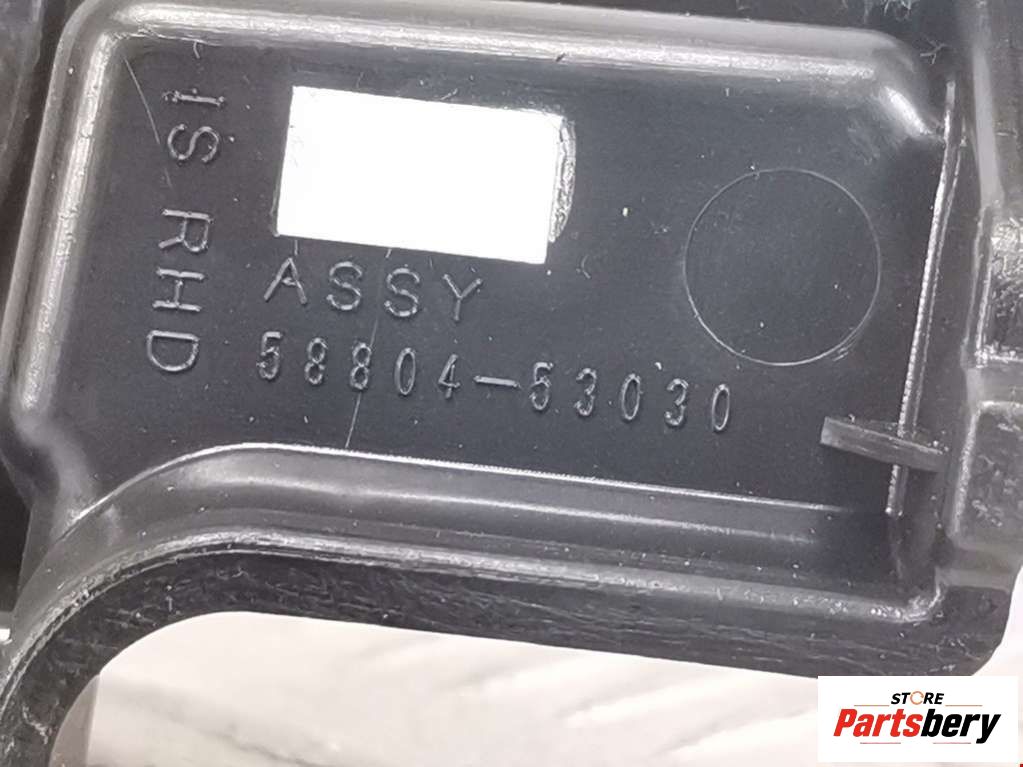 IS RHD
ASSY
58804-53030
STORE
Partsbery